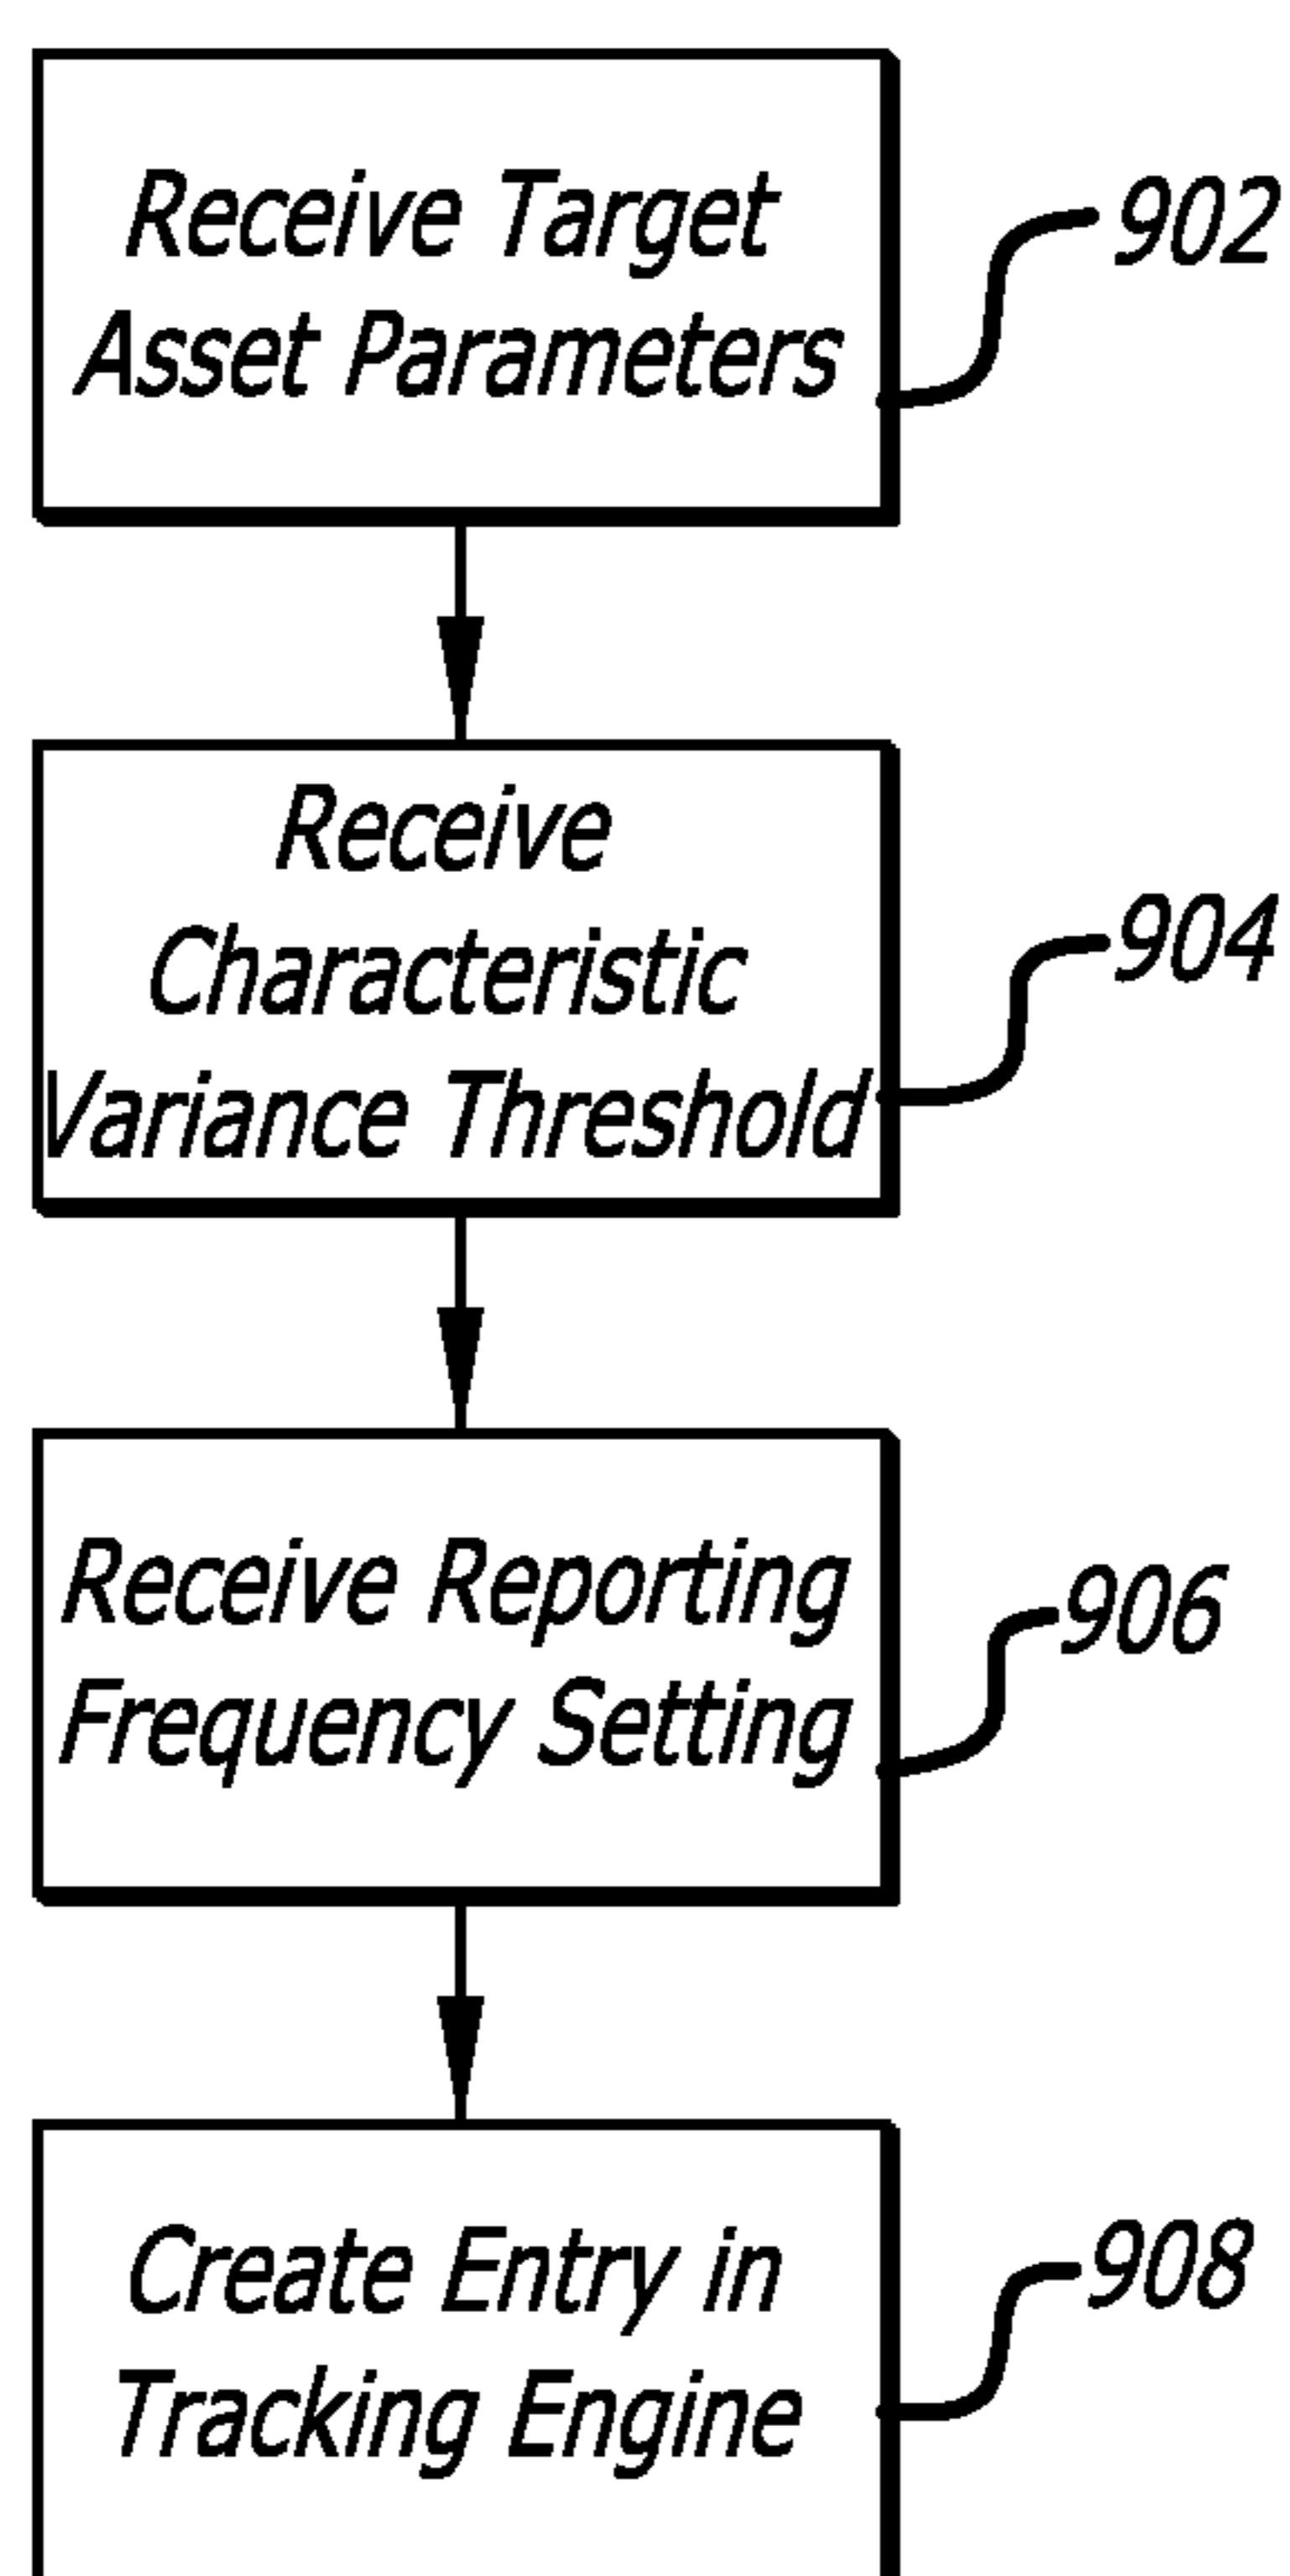 Receive Target
Asset Parameters
902
Receive
Characteristic
Variance Threshold
904
Receive Reporting
Frequency Setting
906
Create Entry in
Tracking Engine
908